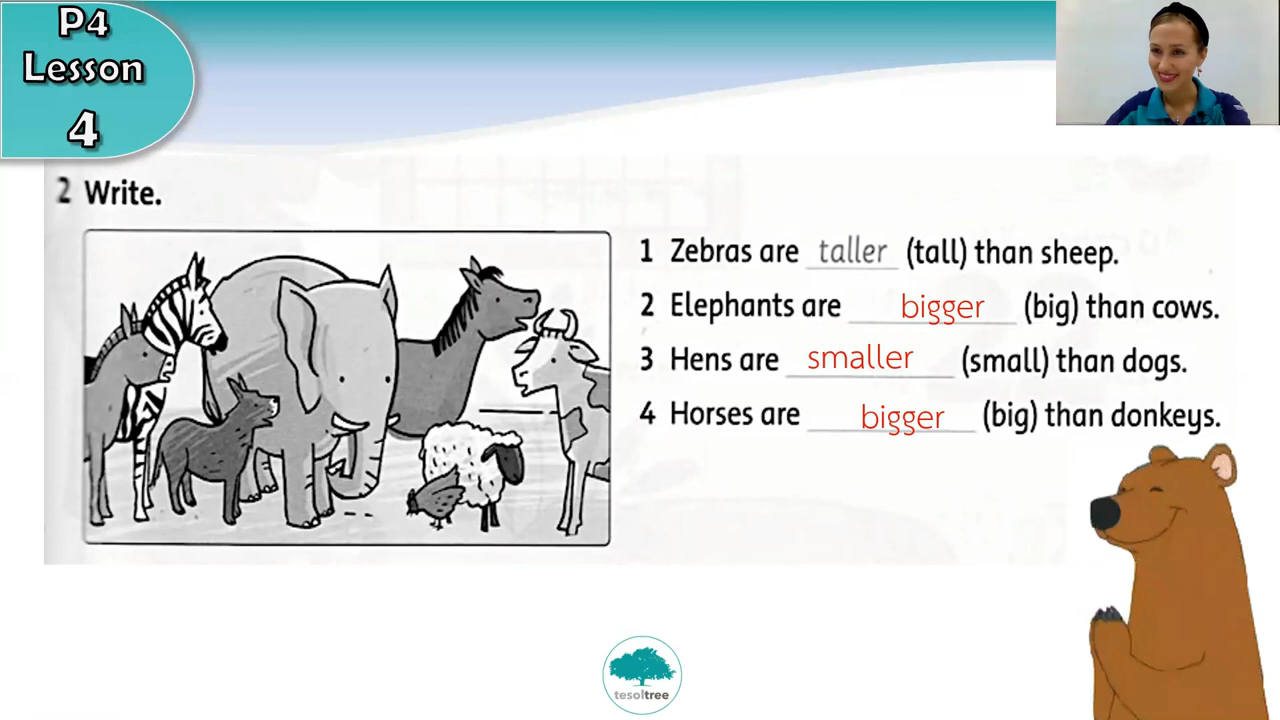 P4
Lesson
4
2 Write.
1 Zebras are taller (tall) than sheep.
2 Elephants are bigger (big) than cows.
3 Hens are smaller (small) than dogs.
4 Horses are bigger (big) than donkeys.
tesoltree